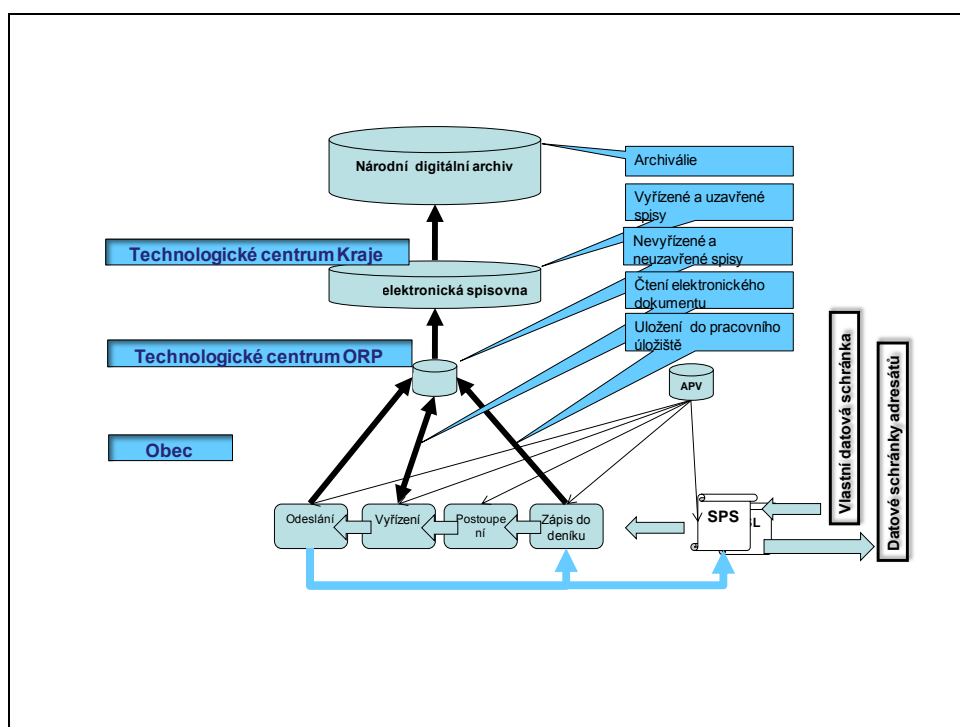 Národní digitální archiv
Archiválie
Vyřízené a uzavřené
spisy
Technologické centrum Kraje
Nevyřízené a
neuzavřené spisy
elektronická spisovna
Čtení elektronického
dokumentu
Uložení do pracovního
úložiště
Technologické centrum ORP
APV
Obec
Vlastní datová schránka
Datové schránky adresátů
Odeslání
Vyřízení
Postoupe
ní
Zápis do
deníku
SPS